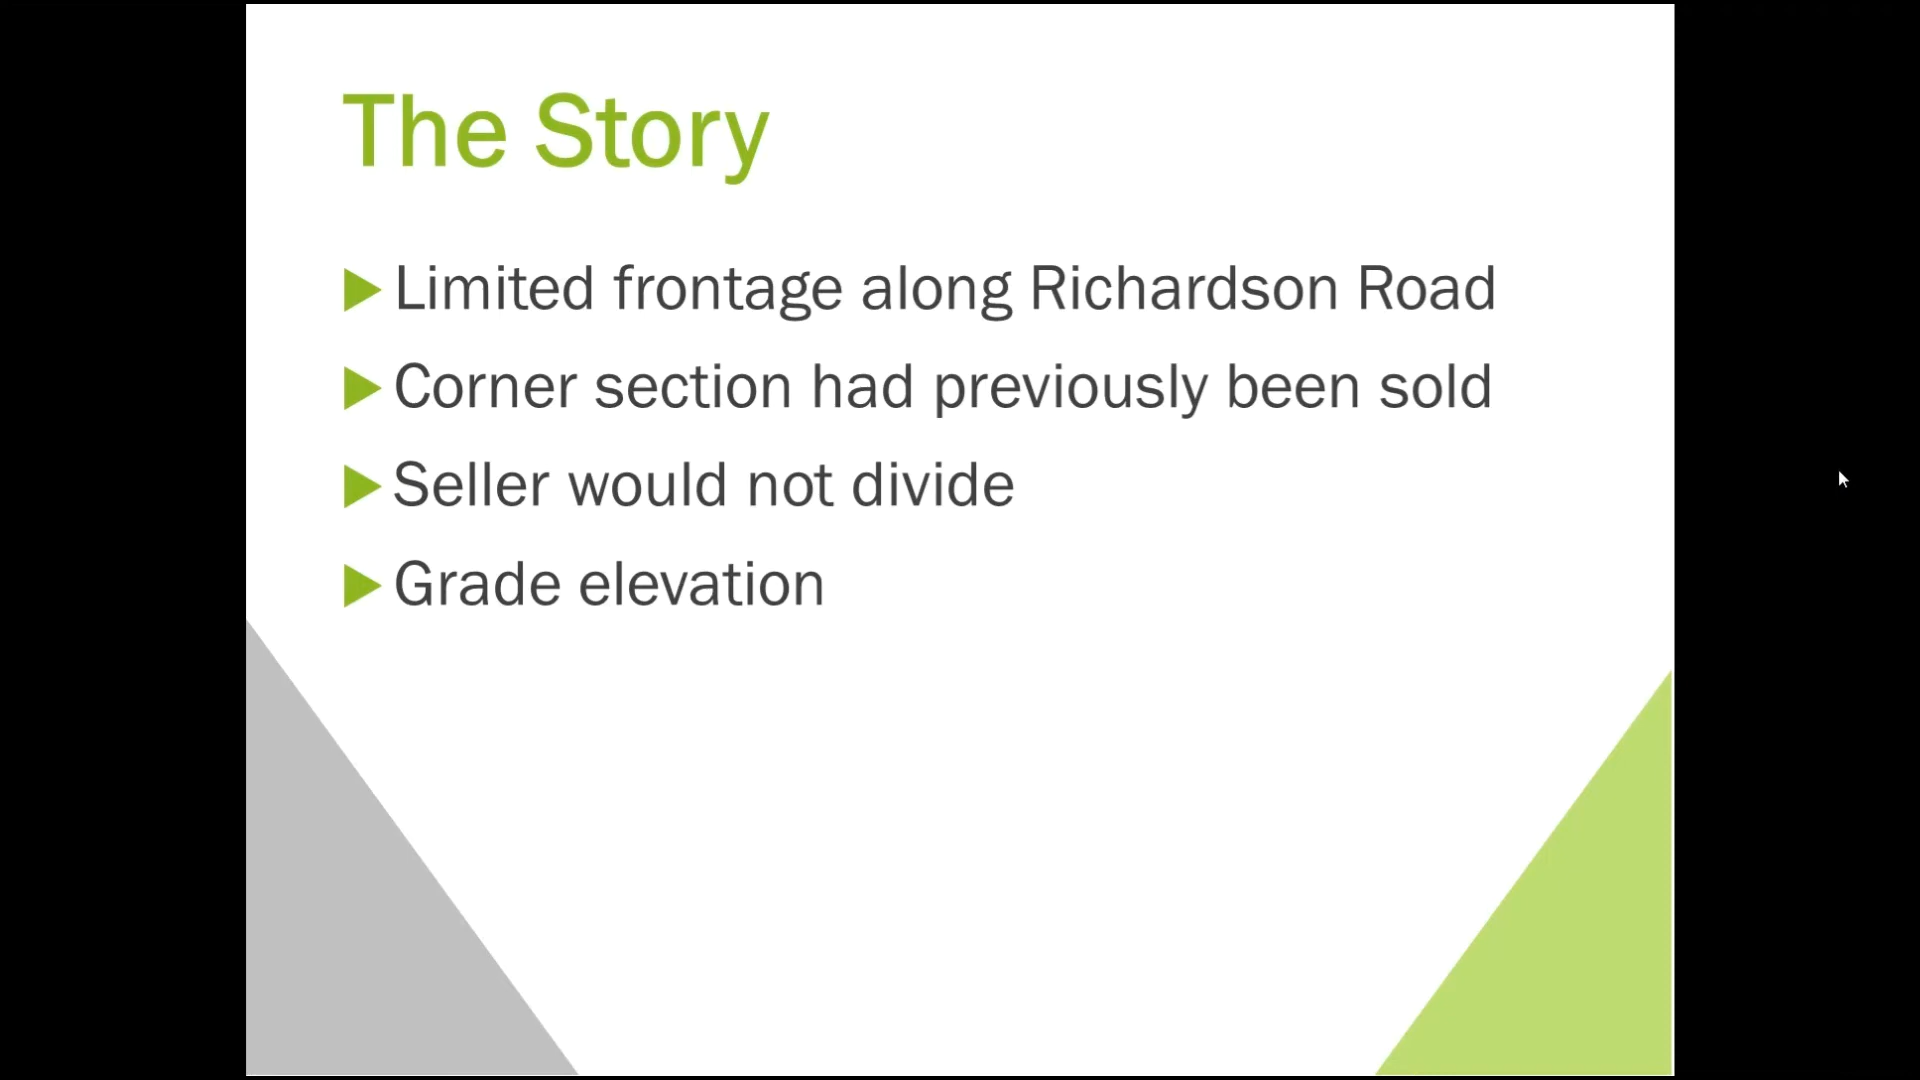 The Story
Limited frontage along Richardson Road
Corner section had previously been sold
Seller would not divide
Grade elevation